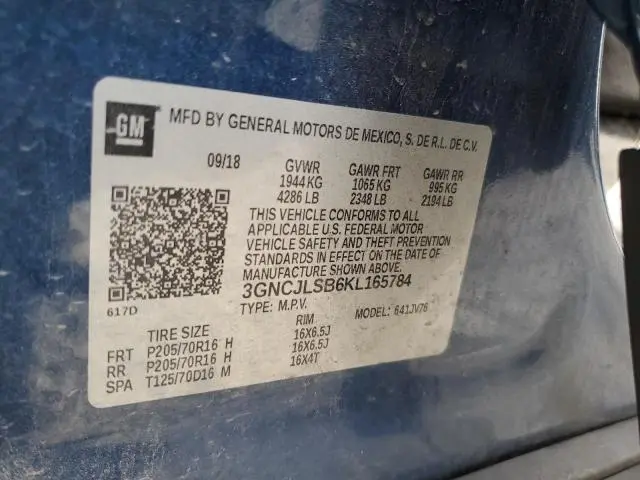 GM
MFD BY GENERAL MOTORS DE MEXICO, S. DE R.L. DE C.V.
09/18 GVWR GAWR FRT GAWR RR
1944 KG 1065 KG 995 KG
4286 LB 2348 LB 2194 LB
THIS VEHICLE CONFORMS TO ALL
APPLICABLE U.S. FEDERAL MOTOR
VEHICLE SAFETY AND THEFT PREVENTION
STANDARDS IN EFFECT ON THE DATE OF
MANUFACTURE SHOWN ABOVE.
3GNCJLSB6KL165784
617D TYPE: M.P.V. MODEL: 641JV76
TIRE SIZE RIM
FRT P205/70R16 H 16X6.5J
RR P205/70R16 H 16X6.5J
SPA T125/70D16 M 16X4T